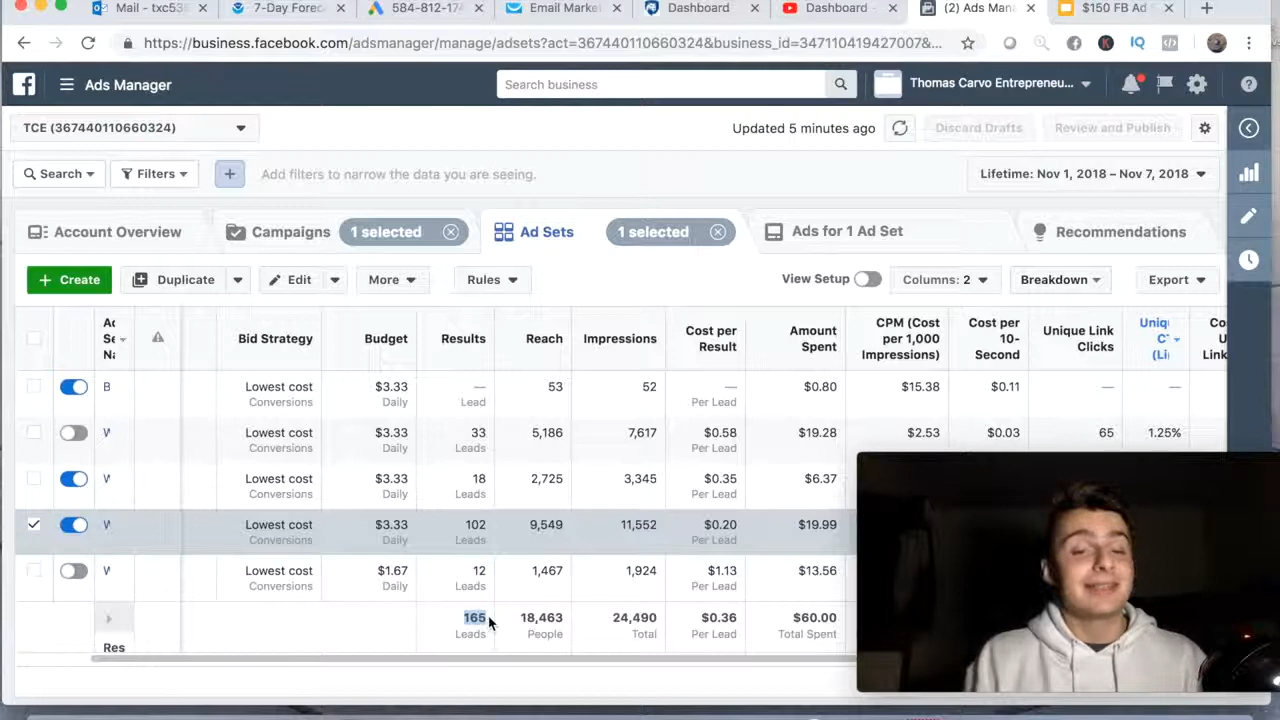 Mail - txc535
7-Day Forec
584-812-174
Email Marke
Dashboard
Dashboard -
(2) Ads Man
$150 FB Ad S
https://business.facebook.com/adsmanager/manage/adsets?act=367440110660324&business_id=347110419427007&...
Ads Manager
Search business
Thomas Carvo Entrepreneu...
TCE (367440110660324)
Updated 5 minutes ago
Discard Drafts
Review and Publish
Search
Filters
Add filters to narrow the data you are seeing.
Lifetime: Nov 1, 2018 – Nov 7, 2018
Account Overview
Campaigns
1 selected
Ad Sets
1 selected
Ads for 1 Ad Set
Recommendations
+ Create
Duplicate
Edit
More
Rules
View Setup
Columns: 2
Breakdown
Export
Ad Se Na
Bid Strategy
Budget
Results
Reach
Impressions
Cost per Result
Amount Spent
CPM (Cost per 1,000 Impressions)
Cost per 10-Second
Unique Link Clicks
Uniq C (Li
Co U Link
B Lowest cost $3.33 — 53 52 — $0.80 $15.38 $0.11 — —
Conversions Daily Lead Per Lead
W Lowest cost $3.33 33 5,186 7,617 $0.58 $19.28 $2.53 $0.03 65 1.25%
Conversions Daily Leads Per Lead
W Lowest cost $3.33 18 2,725 3,345 $0.35 $6.37
Conversions Daily Leads Per Lead
W Lowest cost $3.33 102 9,549 11,552 $0.20 $19.99
Conversions Daily Leads Per Lead
W Lowest cost $1.67 12 1,467 1,924 $1.13 $13.56
Conversions Daily Leads Per Lead
165 18,463 24,490 $0.36 $60.00
Leads People Total Per Lead Total Spent
Res